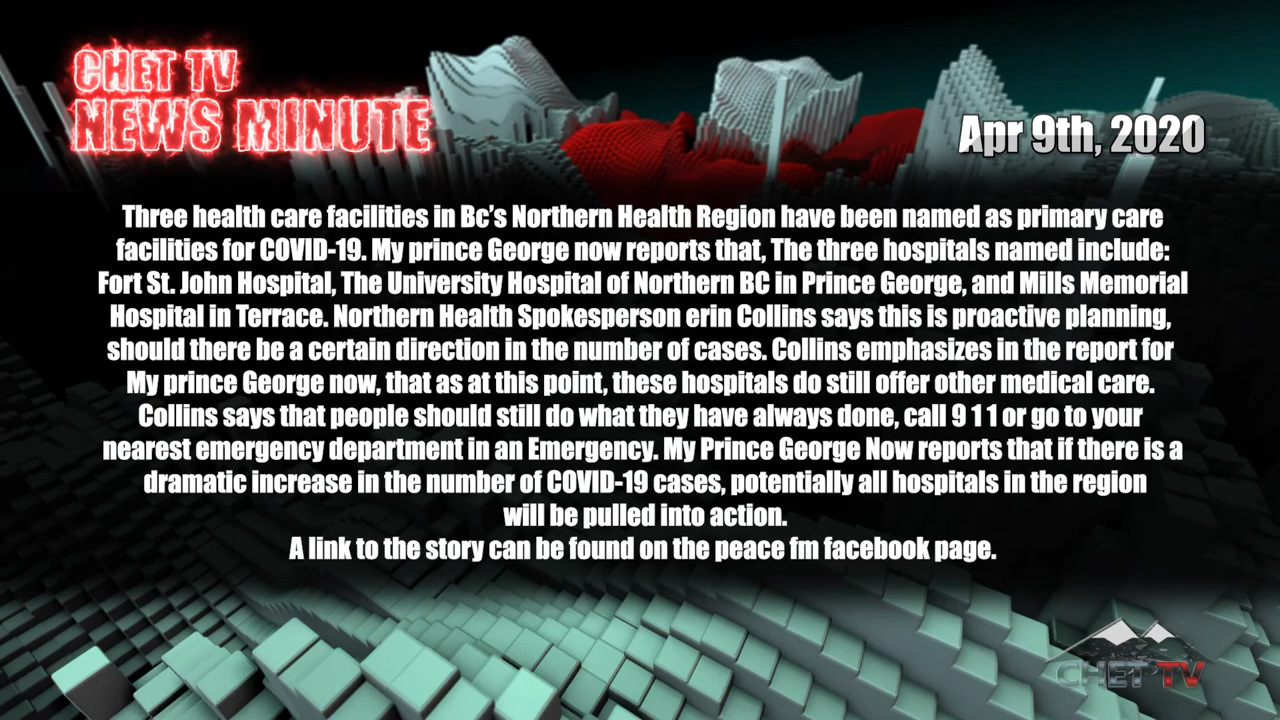 CHET TV
NEWS MINUTE
Apr 9th, 2020
Three health care facilities in Bc's Northern Health Region have been named as primary care
facilities for COVID-19. My prince George now reports that, The three hospitals named include:
Fort St. John Hospital, The University Hospital of Northern BC in Prince George, and Mills Memorial
Hospital in Terrace. Northern Health Spokesperson erin Collins says this is proactive planning,
should there be a certain direction in the number of cases. Collins emphasizes in the report for
My prince George now, that as at this point, these hospitals do still offer other medical care.
Collins says that people should still do what they have always done, call 9 1 1 or go to your
nearest emergency department in an Emergency. My Prince George Now reports that if there is a
dramatic increase in the number of COVID-19 cases, potentially all hospitals in the region
will be pulled into action.
A link to the story can be found on the peace fm facebook page.
CHET TV